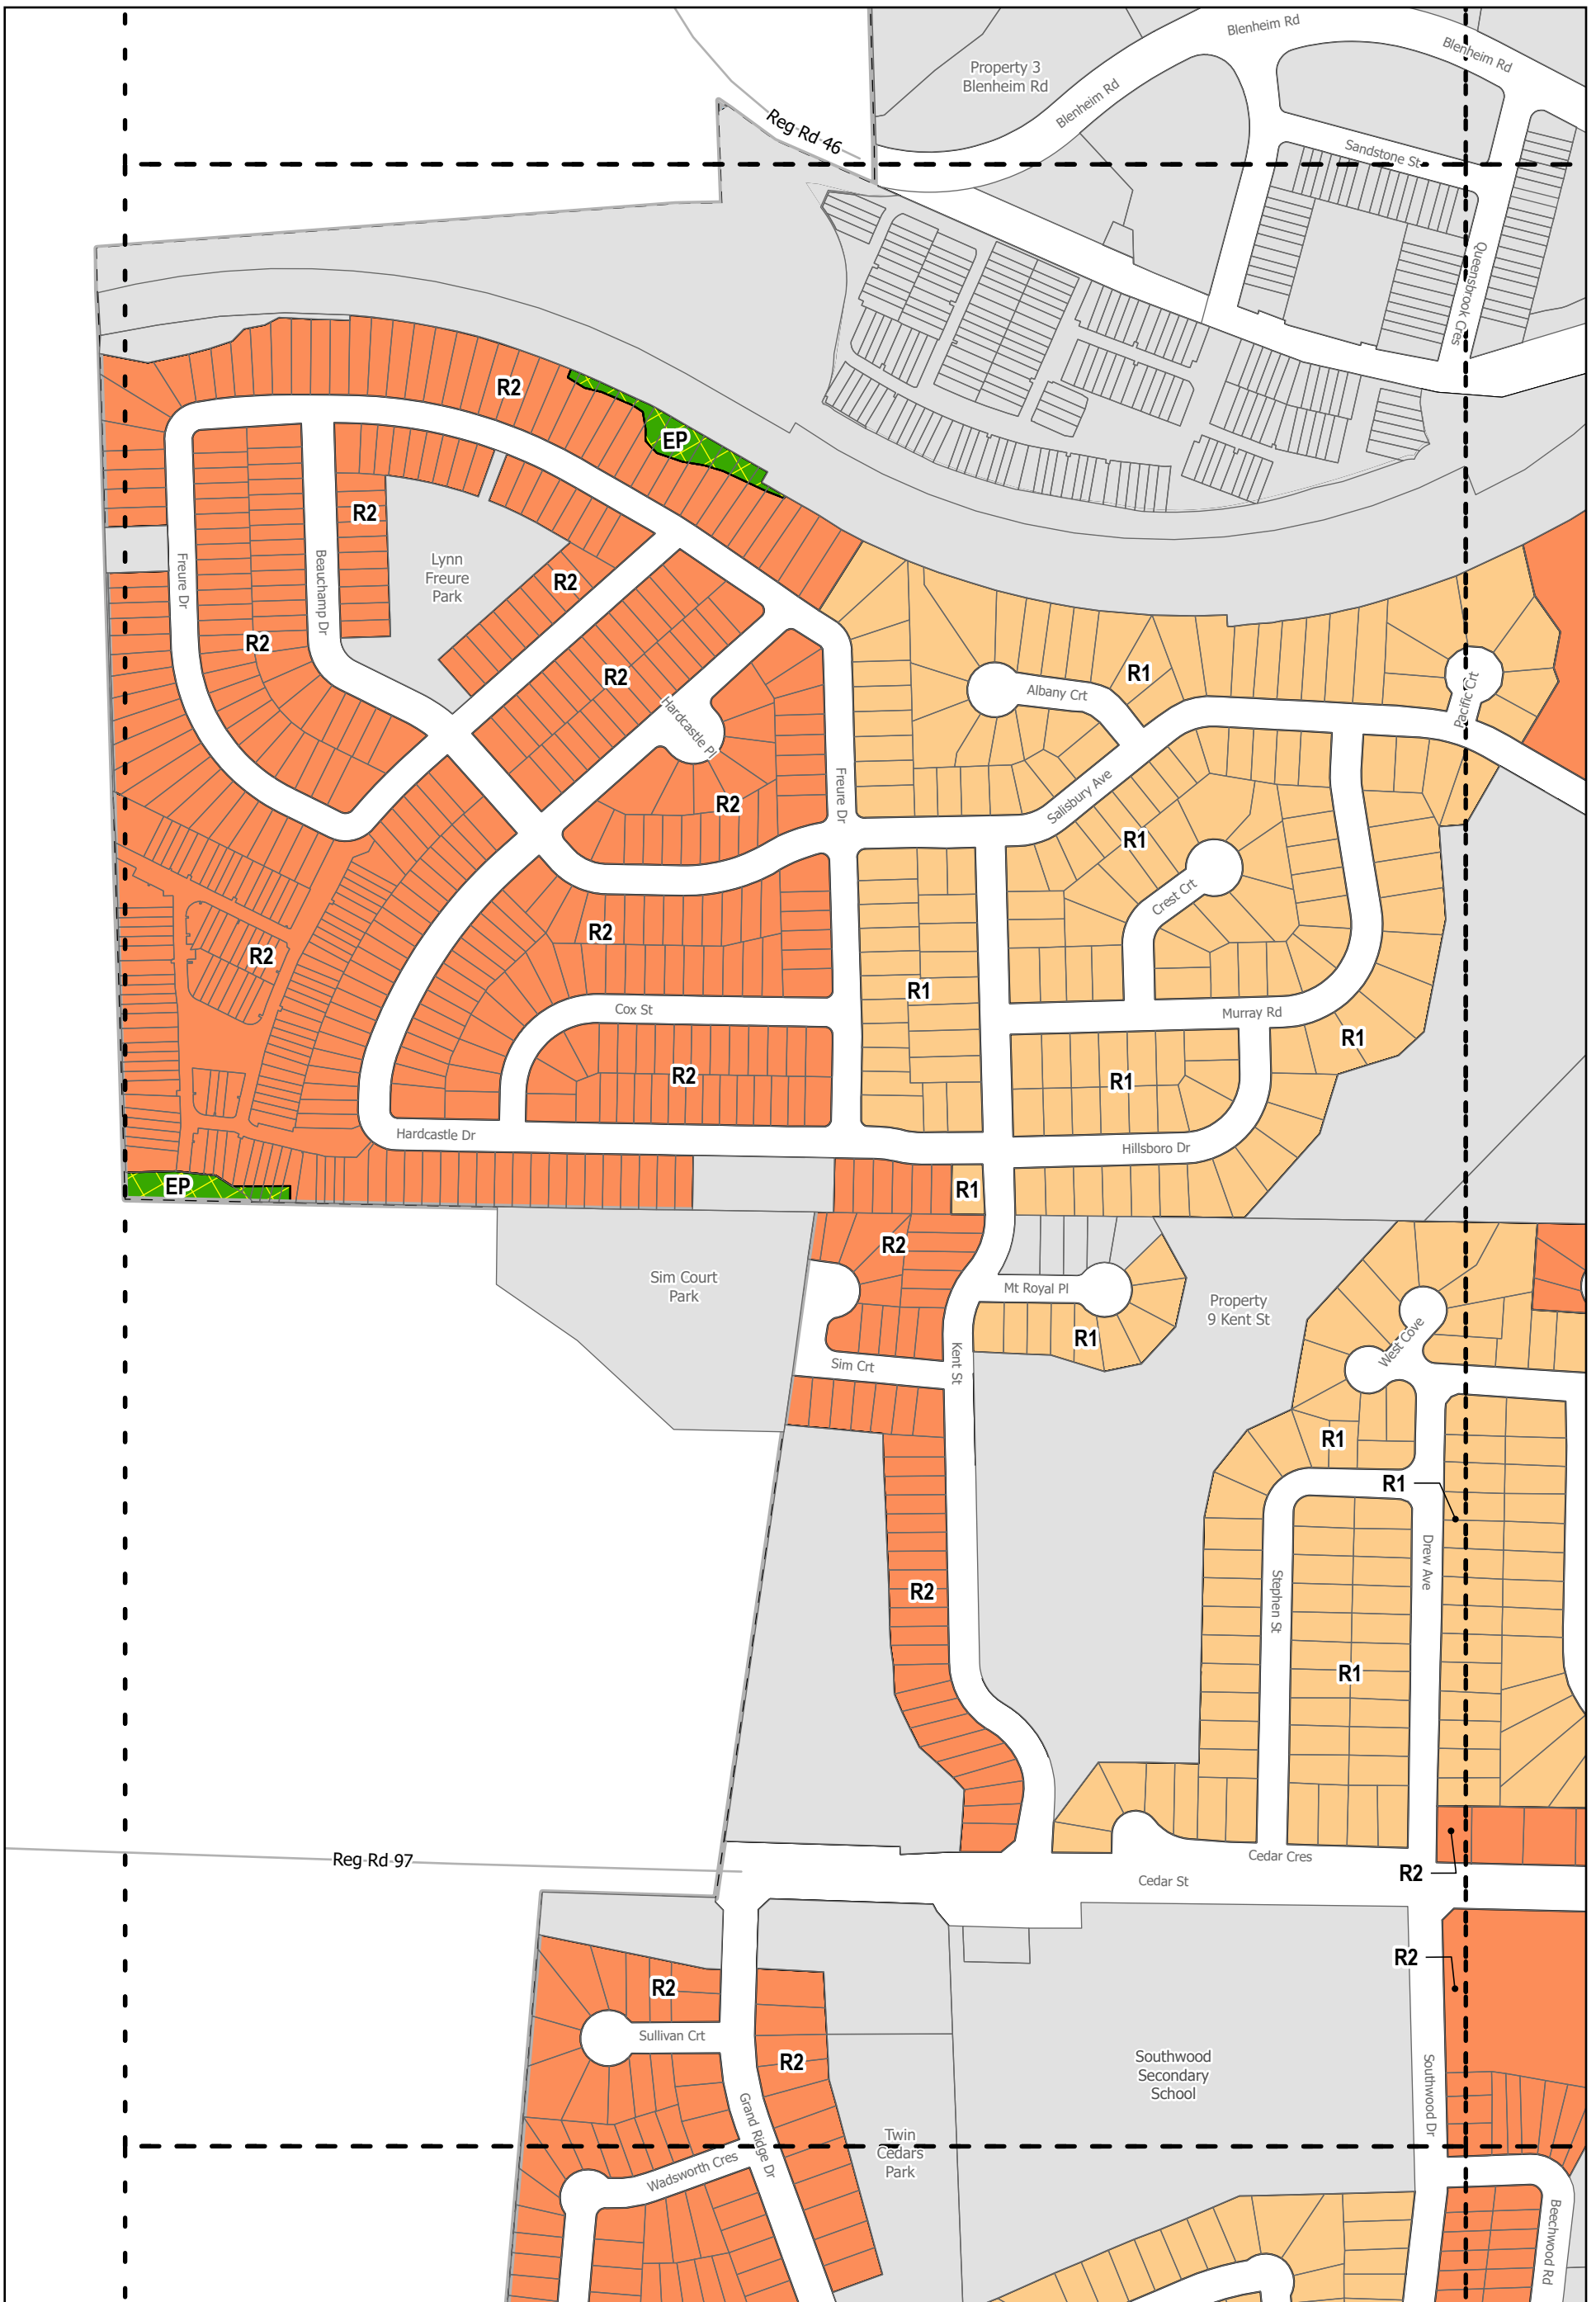 Blenheim Rd
Blenheim Rd
Property 3
Blenheim Rd
Blenheim Rd
Reg Rd 46
Sandstone St
Queensbrook Cres
R2
EP
R2
Lynn
Freure
Park
Freure Dr
Beauchamp Dr
R2
R2
R2
R1
Albany Crt
Pacific Crt
Hardcastle Pl
Freure Dr
Salisbury Ave
R2
R1
Crest Crt
R2
R2
R1
Cox St
Murray Rd
R1
R2
R1
Hardcastle Dr
Hillsboro Dr
EP
R1
R2
Sim Court
Park
Mt Royal Pl
Property
9 Kent St
R1
West Cove
Sim Crt
Kent St
R1
R1
Drew Ave
Stephen St
R2
R1
Reg Rd 97
Cedar Cres
R2
Cedar St
R2
R2
Sullivan Crt
R2
Southwood
Secondary
School
Southwood Dr
Grand Ridge Dr
Twin
Cedars
Park
Wadsworth Cres
Beechwood Rd